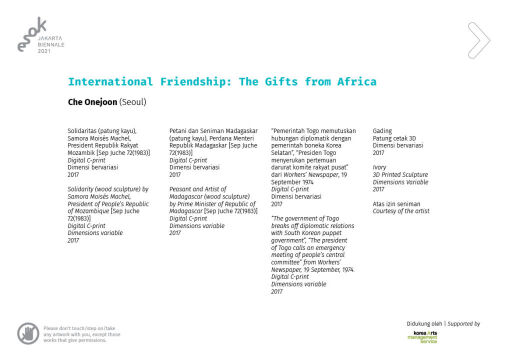 esok
JAKARTA
BIENNALE
2021
International Friendship: The Gifts from Africa
Che Onejoon (Seoul)
Solidaritas (patung kayu),
Samora Moisés Machel,
President Republik Rakyat
Mozambik [Sep Juche 72(1983)]
Digital C-print
Dimensi bervariasi
2017
Solidarity (wood sculpture) by
Samora Moisés Machel,
President of People's Republic
of Mozambique [Sep Juche
72(1983)]
Digital C-print
Dimensions variable
2017
Petani dan Seniman Madagaskar
(patung kayu), Perdana Menteri
Republik Madagaskar [Sep Juche
72(1983)]
Digital C-print
Dimensi bervariasi
2017
Peasant and Artist of
Madagascar (wood sculpture)
by Prime Minister of Republic of
Madagascar [Sep Juche 72(1983)]
Digital C-print
Dimensions variable
2017
"Pemerintah Togo memutuskan
hubungan diplomatik dengan
pemerintah boneka Korea
Selatan", "Presiden Togo
menyerukan pertemuan
darurat komite rakyat pusat"
dari Workers' Newspaper, 19
September 1974
Digital C-print
Dimensi bervariasi
2017
"The government of Togo
breaks off diplomatic relations
with South Korean puppet
government", "The president
of Togo calls an emergency
meeting of people's central
committee" from Workers'
Newspaper, 19 September, 1974.
Digital C-print
Dimensions variable
2017
Gading
Patung cetak 3D
Dimensi bervariasi
2017
Ivory
3D Printed Sculpture
Dimensions Variable
2017
Atas izin seniman
Courtesy of the artist
Please don't touch/step on/take
any artwork with you, except those
works that give permissions.
Didukung oleh | Supported by
korea arts
management
service